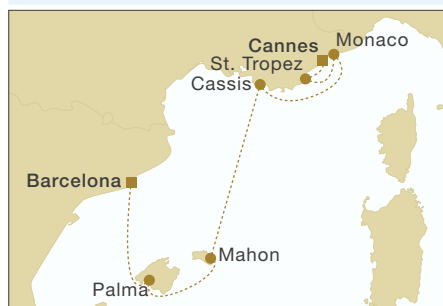 Cannes
Monaco
St. Tropez
Cassis
Barcelona
Mahon
Palma